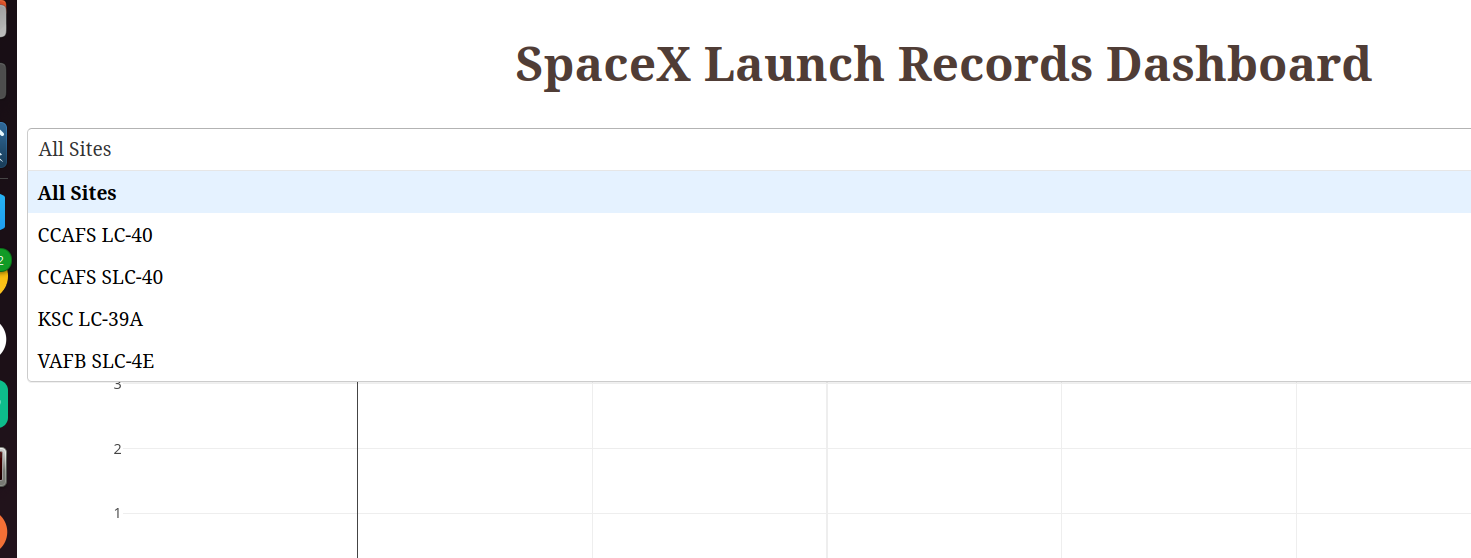 SpaceX Launch Records Dashboard
All Sites
All Sites
CCAFS LC-40
CCAFS SLC-40
KSC LC-39A
VAFB SLC-4E
3
2
2
1